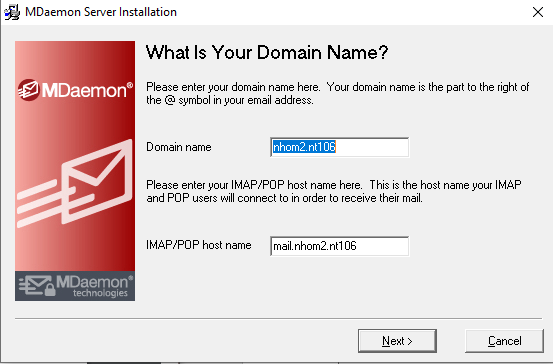 MDaemon Server Installation
What Is Your Domain Name?
Please enter your domain name here. Your domain name is the part to the right of
the @ symbol in your email address.
MDaemon®
Domain name
nhom2.nt106
Please enter your IMAP/POP host name here. This is the host name your IMAP
and POP users will connect to in order to receive their mail.
IMAP/POP host name
mail.nhom2.nt106
MDaemon
technologies
Next >
Cancel